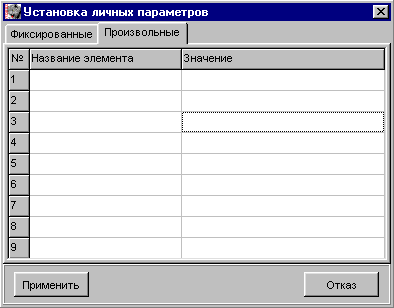 Установка личных параметров
Фиксированные Произвольные
№ Название элемента Значение
1
2
3
4
5
6
7
8
9
Применить Отказ